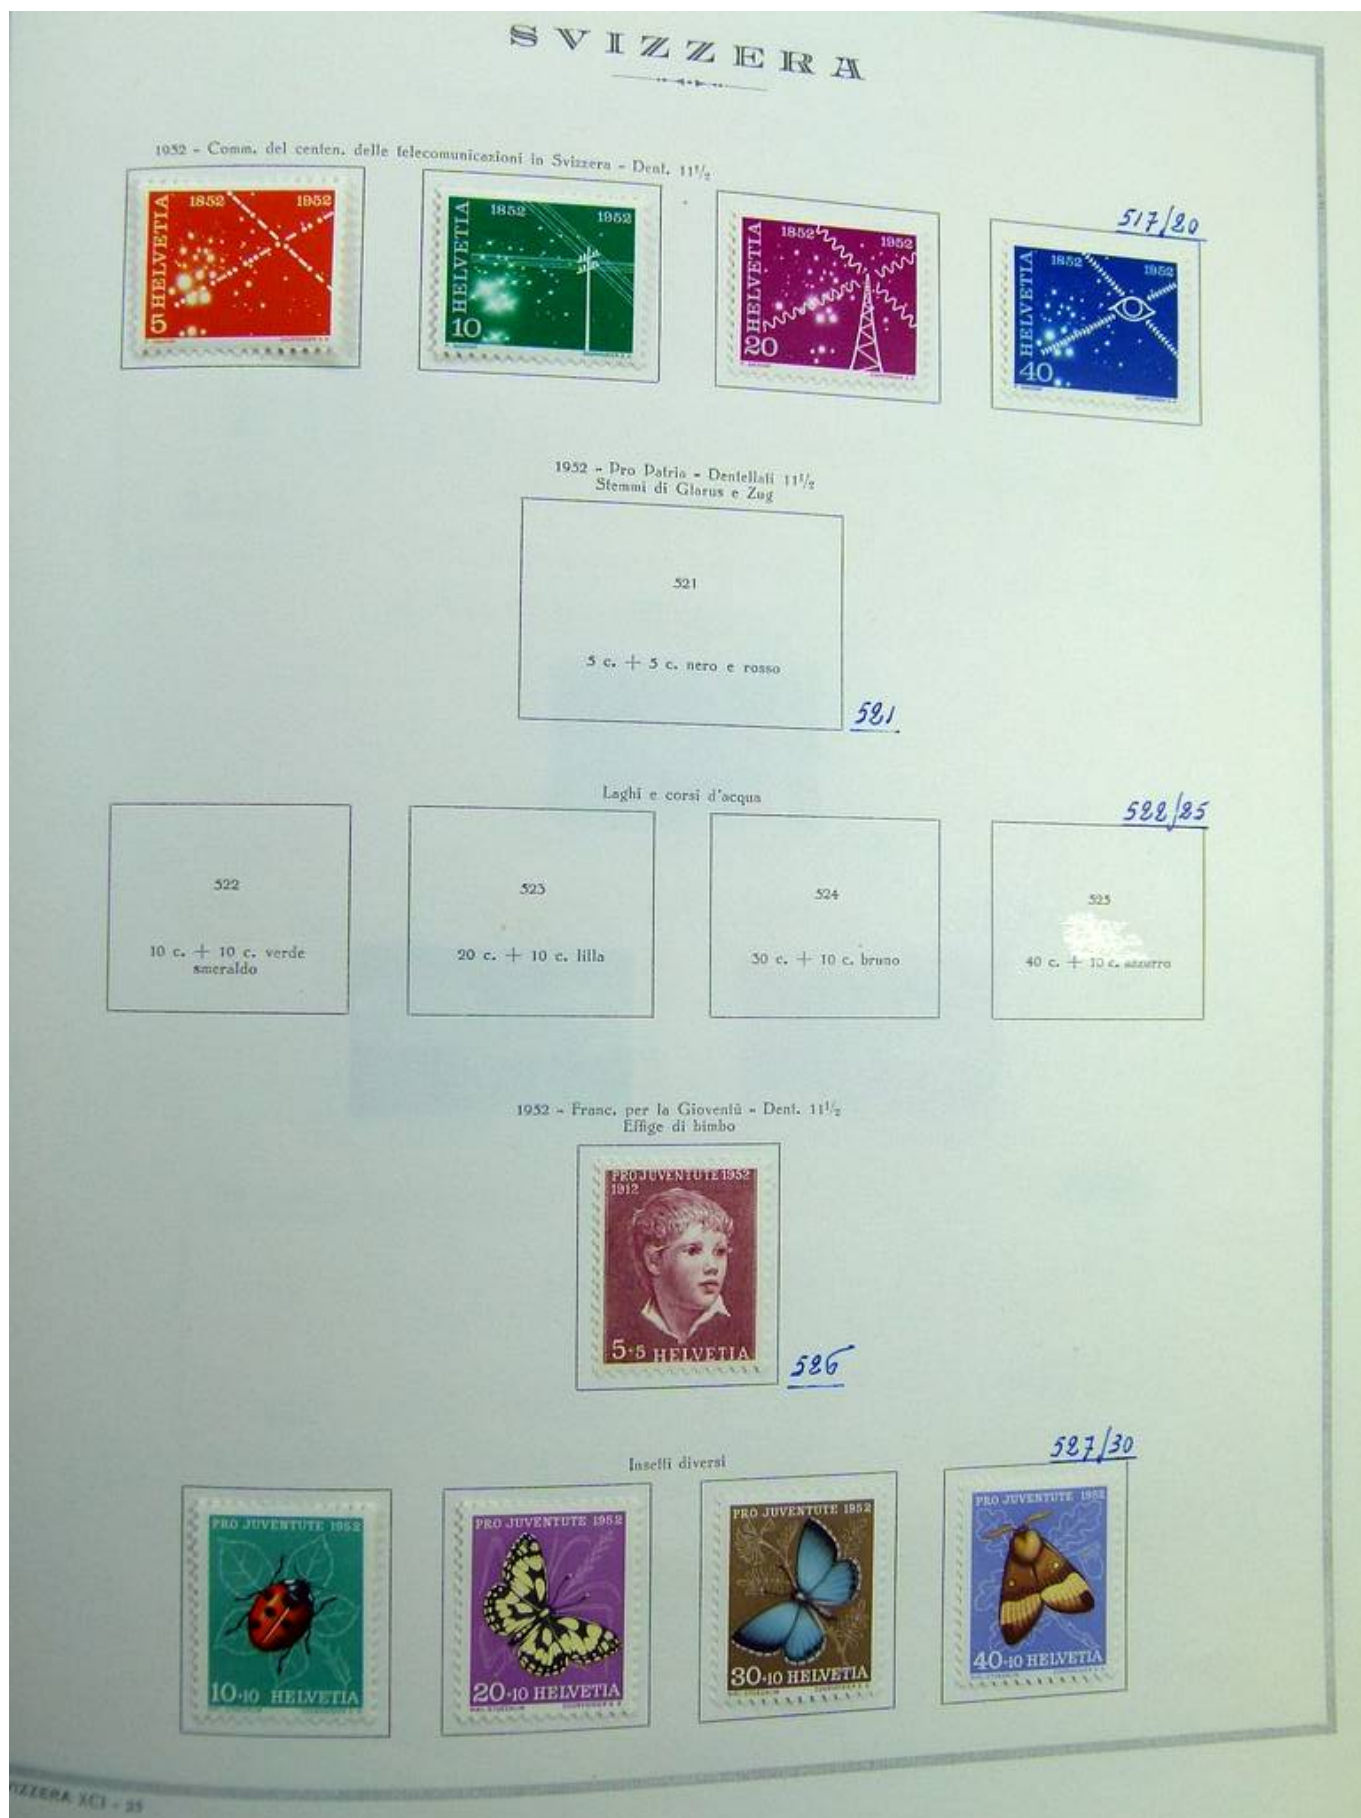 SVIZZERA
1952 - Comm. del centen. delle telecomunicazioni in Svizzera - Dent. 11½
517/20
HELVETIA 5 1852 1952
HELVETIA 10 1852 1952
HELVETIA 20 1852 1952
HELVETIA 40 1852 1952
1952 - Pro Patria - Dentellati 11½
Stemmi di Glarus e Zug
521
5 c. + 5 c. nero e rosso
521
Laghi e corsi d'acqua
522/25
522
10 c. + 10 c. verde
smeraldo
523
20 c. + 10 c. lilla
524
30 c. + 10 c. bruno
525
40 c. + 10 c. azzurro
1952 - Franc. per la Gioventù - Dent. 11½
Effige di bimbo
PRO JUVENTUTE 1952
1912
5+5 HELVETIA
526
Insetti diversi
527/30
PRO JUVENTUTE 1952
10+10 HELVETIA
PRO JUVENTUTE 1952
20+10 HELVETIA
PRO JUVENTUTE 1952
30+10 HELVETIA
PRO JUVENTUTE 1952
40+10 HELVETIA